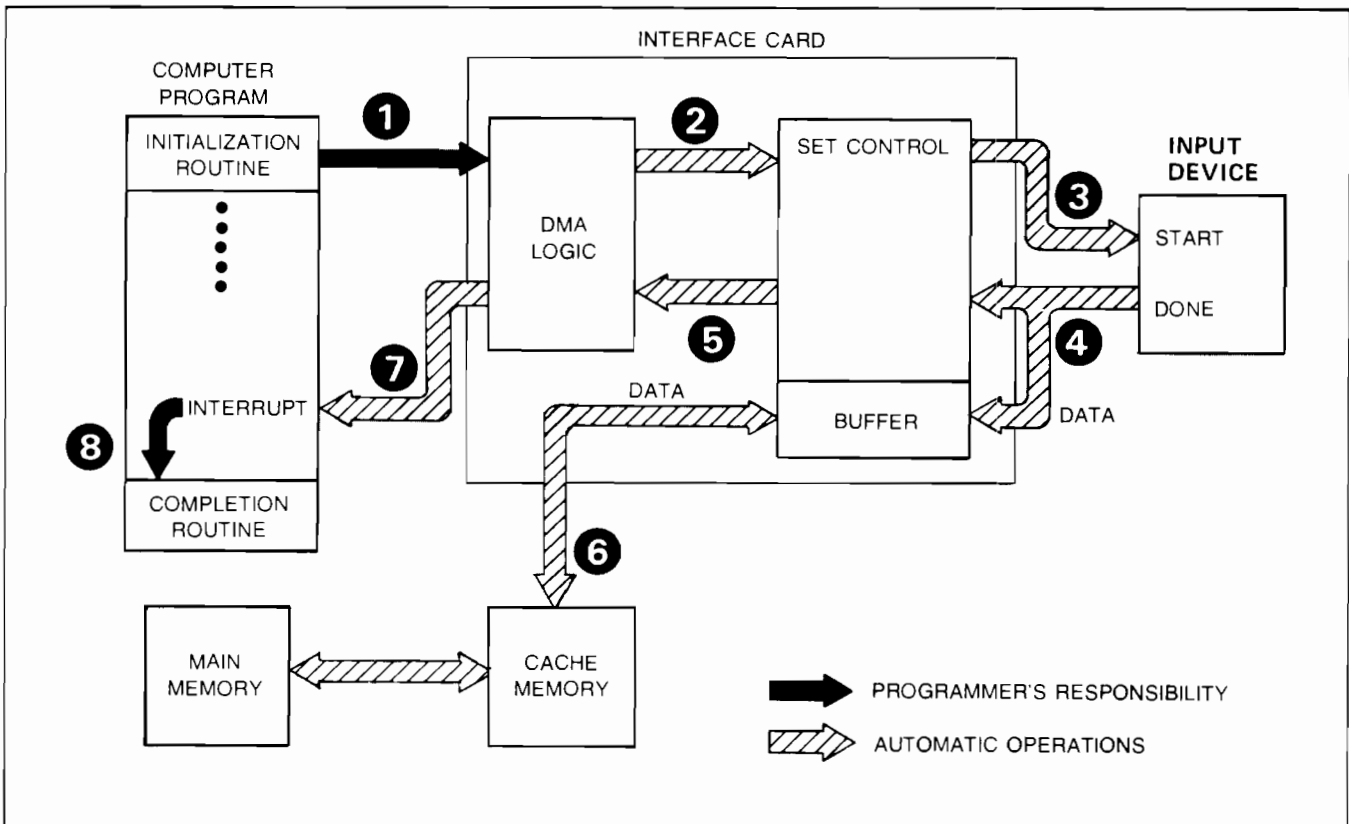 INTERFACE CARD
COMPUTER
PROGRAM
INITIALIZATION
ROUTINE
1
DMA
LOGIC
2
SET CONTROL
3
INPUT
DEVICE
START
DONE
4
DATA
5
BUFFER
DATA
6
7
INTERRUPT
8
COMPLETION
ROUTINE
MAIN
MEMORY
CACHE
MEMORY
PROGRAMMER'S RESPONSIBILITY
AUTOMATIC OPERATIONS